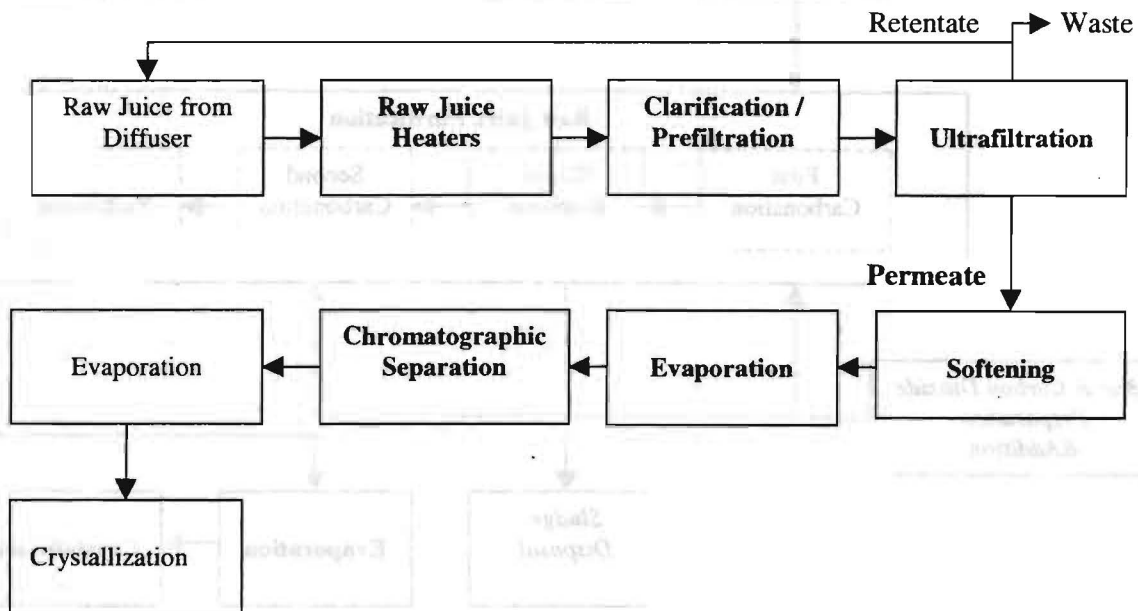 Retentate
Waste
Raw Juice from
Diffuser
Raw Juice
Heaters
Clarification /
Prefiltration
Ultrafiltration
Permeate
Evaporation
Chromatographic
Separation
Evaporation
Softening
Crystallization